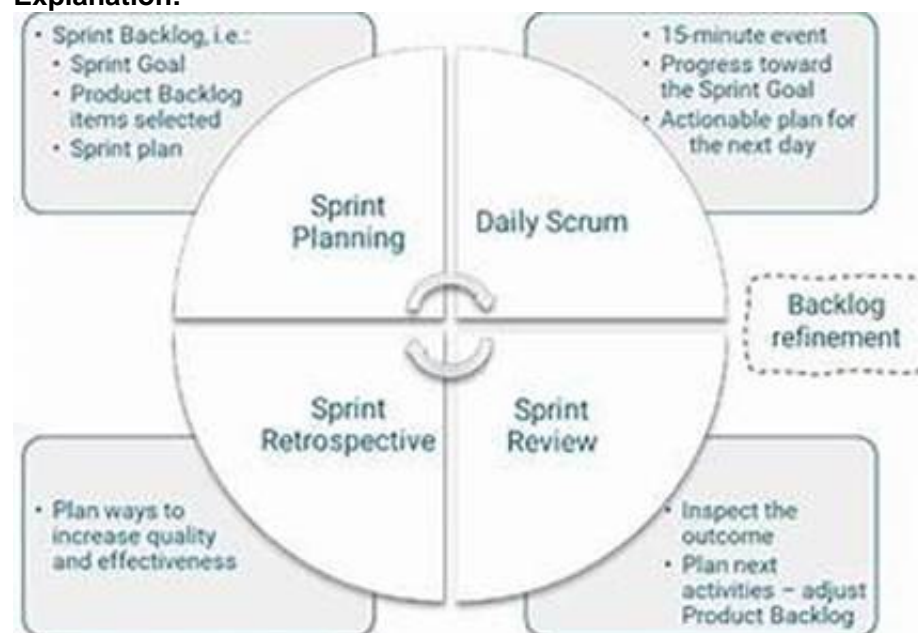 Explanation:
• Sprint Backlog, i.e.:
• Sprint Goal
• Product Backlog
items selected
• Sprint plan
• 15-minute event
• Progress toward
the Sprint Goal
• Actionable plan for
the next day
Sprint
Planning
Daily Scrum
Backlog
refinement
Sprint
Retrospective
Sprint
Review
• Plan ways to
increase quality
and effectiveness
• Inspect the
outcome
• Plan next
activities – adjust
Product Backlog